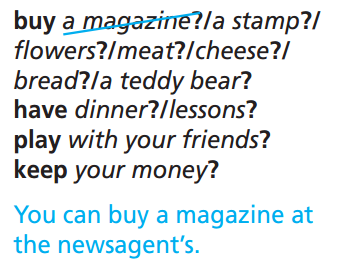 buy a magazine?/a stamp?/
flowers?/meat?/cheese?/
bread?/a teddy bear?
have dinner?/lessons?
play with your friends?
keep your money?
You can buy a magazine at
the newsagent’s.